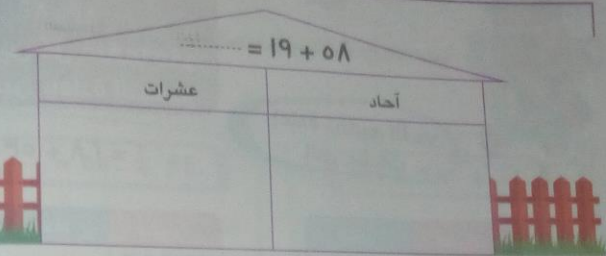 ٥٨ + ١٩ = ..........
آحاد عشرات